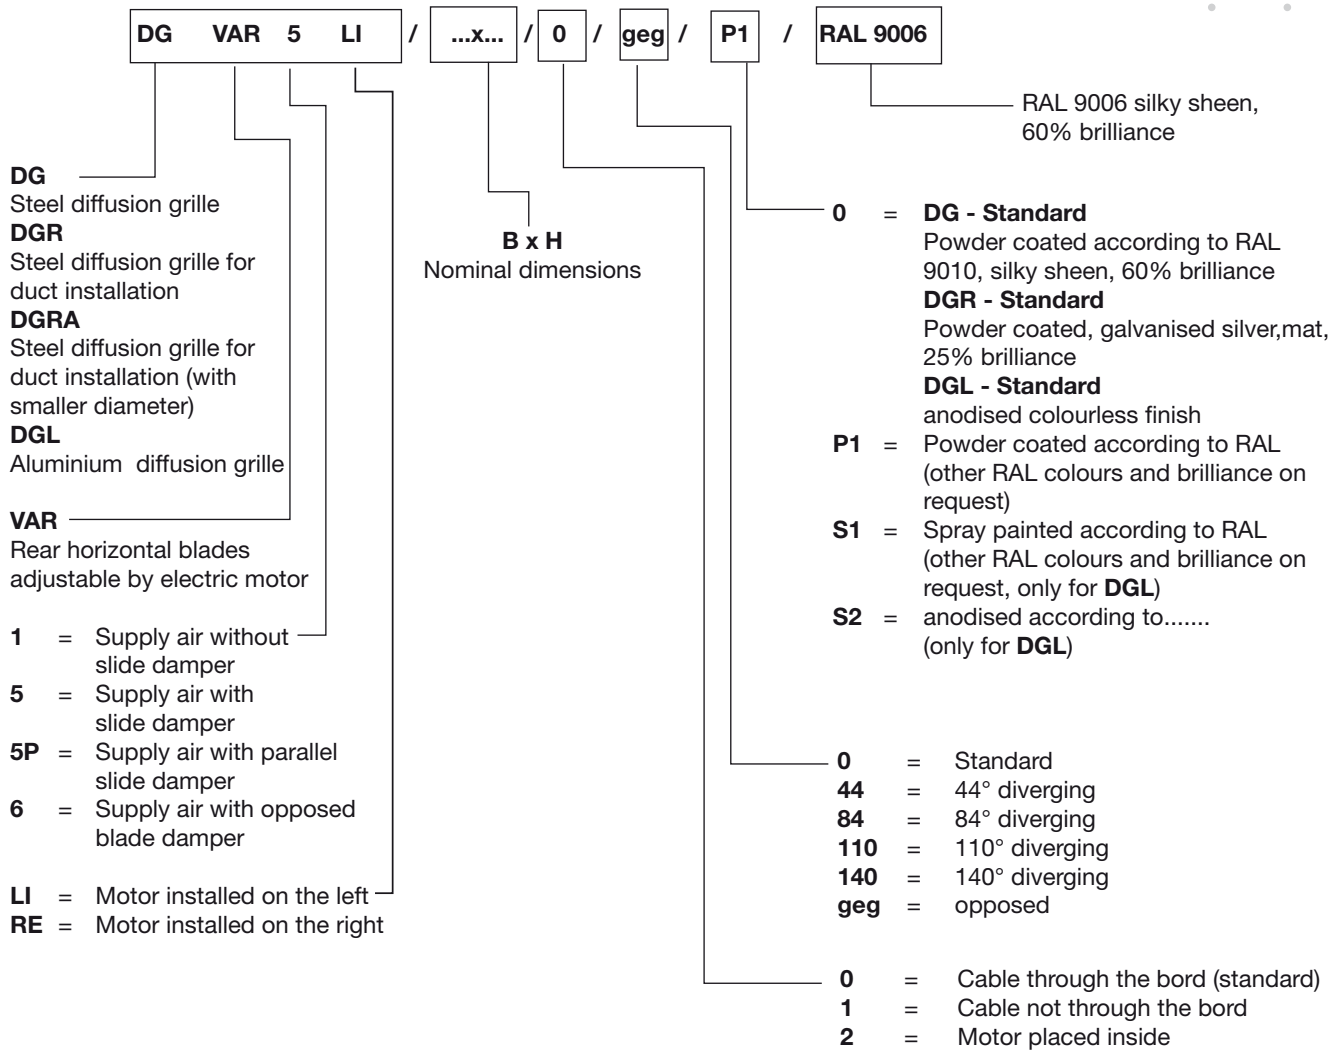 DG VAR 5 LI / ...x... / 0 / geg / P1 / RAL 9006
RAL 9006 silky sheen,
60% brilliance
DG
Steel diffusion grille
DGR
Steel diffusion grille for
duct installation
DGRA
Steel diffusion grille for
duct installation (with
smaller diameter)
DGL
Aluminium diffusion grille
VAR
Rear horizontal blades
adjustable by electric motor
1 = Supply air without
slide damper
5 = Supply air with
slide damper
5P = Supply air with parallel
slide damper
6 = Supply air with opposed
blade damper
LI = Motor installed on the left
RE = Motor installed on the right
B x H
Nominal dimensions
0 = DG - Standard
Powder coated according to RAL
9010, silky sheen, 60% brilliance
DGR - Standard
Powder coated, galvanised silver,mat,
25% brilliance
DGL - Standard
anodised colourless finish
P1 = Powder coated according to RAL
(other RAL colours and brilliance on
request)
S1 = Spray painted according to RAL
(other RAL colours and brilliance on
request, only for DGL)
S2 = anodised according to.......
(only for DGL)
0 = Standard
44 = 44° diverging
84 = 84° diverging
110 = 110° diverging
140 = 140° diverging
geg = opposed
0 = Cable through the bord (standard)
1 = Cable not through the bord
2 = Motor placed inside